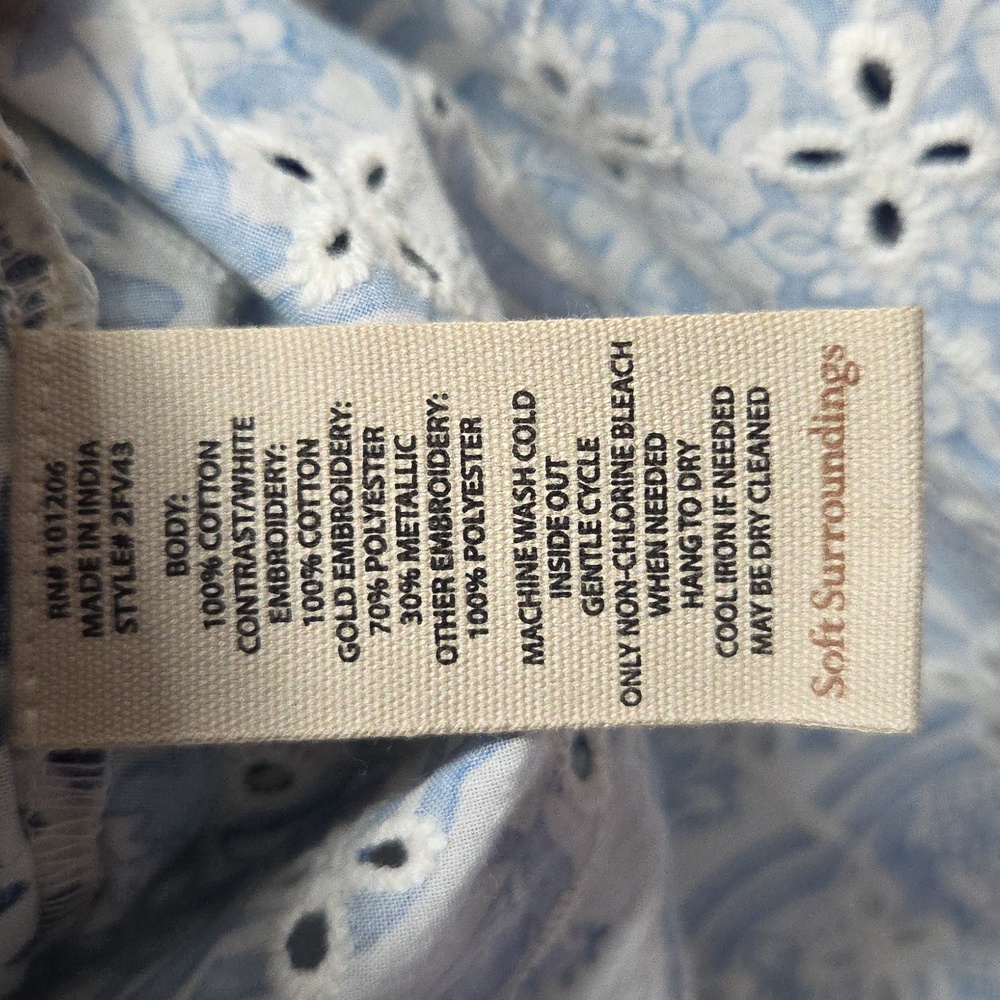 RN# 101206
MADE IN INDIA
STYLE# 2FV43
BODY:
100% COTTON
CONTRAST/WHITE
EMBROIDERY:
100% COTTON
GOLD EMBROIDERY:
70% POLYESTER
30% METALLIC
OTHER EMBROIDERY:
100% POLYESTER
MACHINE WASH COLD
INSIDE OUT
GENTLE CYCLE
ONLY NON-CHLORINE BLEACH
WHEN NEEDED
HANG TO DRY
COOL IRON IF NEEDED
MAY BE DRY CLEANED
Soft Surroundings